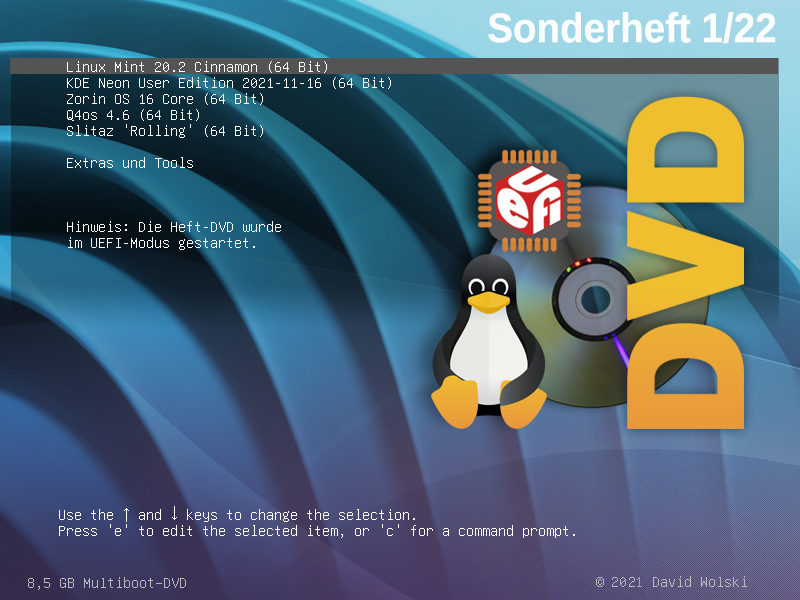 Sonderheft 1/22
Linux Mint 20.2 Cinnamon (64 Bit)
KDE Neon User Edition 2021-11-16 (64 Bit)
Zorin OS 16 Core (64 Bit)
Q4os 4.6 (64 Bit)
Slitaz 'Rolling' (64 Bit)
Extras und Tools
Hinweis: Die Heft-DVD wurde
im UEFI-Modus gestartet.
UEFI
DVD
Use the ↑ and ↓ keys to change the selection.
Press 'e' to edit the selected item, or 'c' for a command prompt.
8,5 GB Multiboot-DVD
© 2021 David Wolski